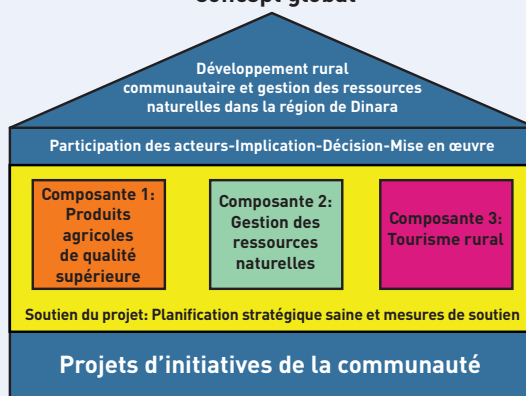 Concept global
Développement rural
communautaire et gestion des ressources
naturelles dans la région de Dinara
Participation des acteurs-Implication-Décision-Mise en œuvre
Composante 1:
Produits
agricoles
de qualité
supérieure
Composante 2:
Gestion des
ressources
naturelles
Composante 3:
Tourisme rural
Soutien du projet: Planification stratégique saine et mesures de soutien
Projets d’initiatives de la communauté